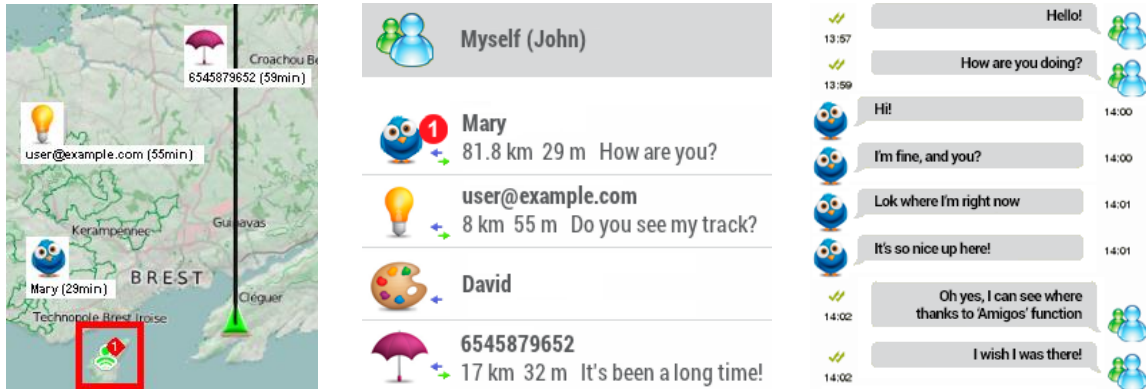 Croachou Be
6545879652 (59min)
user@example.com (55min)
Guipavas
Kerampennec
BREST
Mary (29min)
Cléguer
Technopole Brest Iroise
1
Myself (John)
1
Mary
81.8 km 29 m How are you?
user@example.com
8 km 55 m Do you see my track?
David
6545879652
17 km 32 m It's been a long time!
Hello!
13:57
How are you doing?
13:59
Hi!
14:00
I'm fine, and you?
14:00
Lok where I'm right now
14:01
It's so nice up here!
14:01
Oh yes, I can see where
thanks to 'Amigos' function
14:02
I wish I was there!
14:02